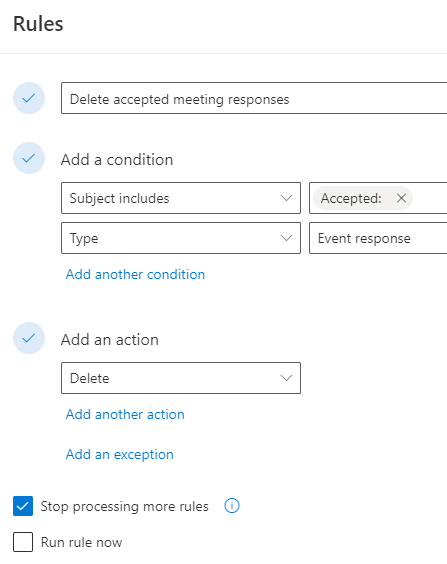 Rules
Delete accepted meeting responses
Add a condition
Subject includes
Accepted:
Type
Event response
Add another condition
Add an action
Delete
Add another action
Add an exception
Stop processing more rules
Run rule now